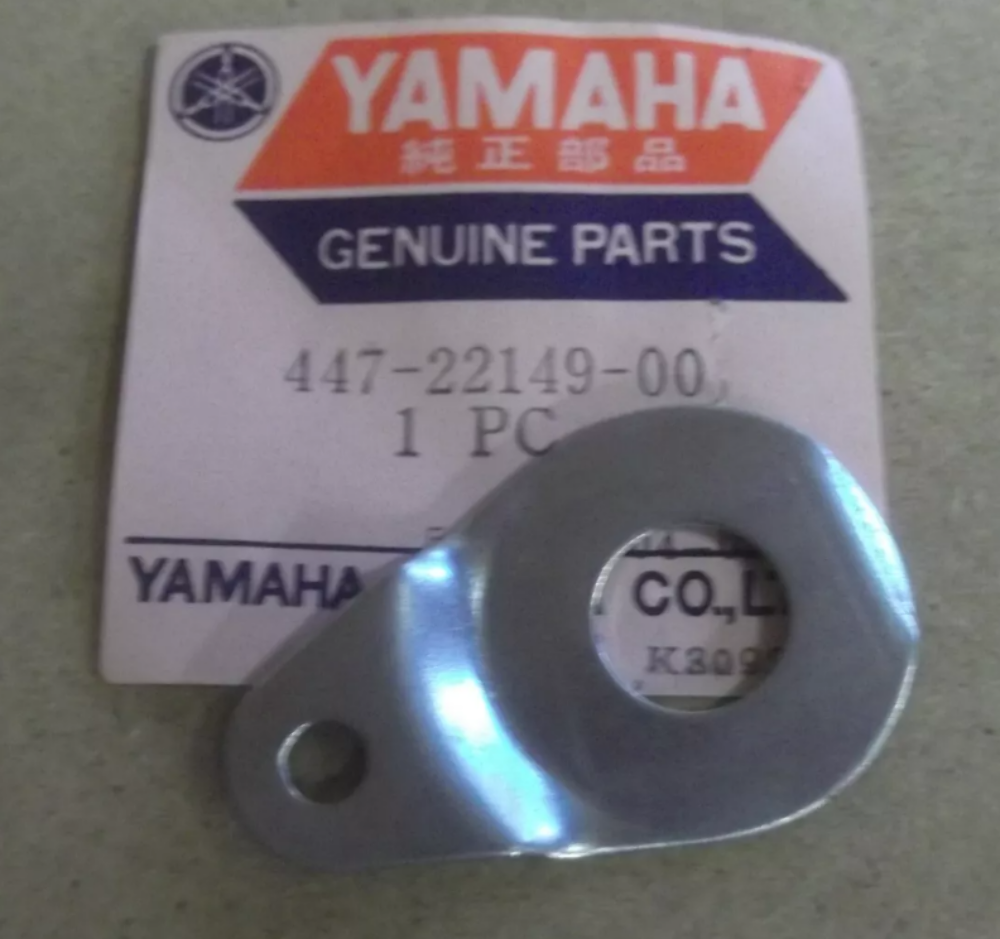 YAMAHA
純正部品
GENUINE PARTS
447-22149-00
1 PC
YAMAHA CO.,L